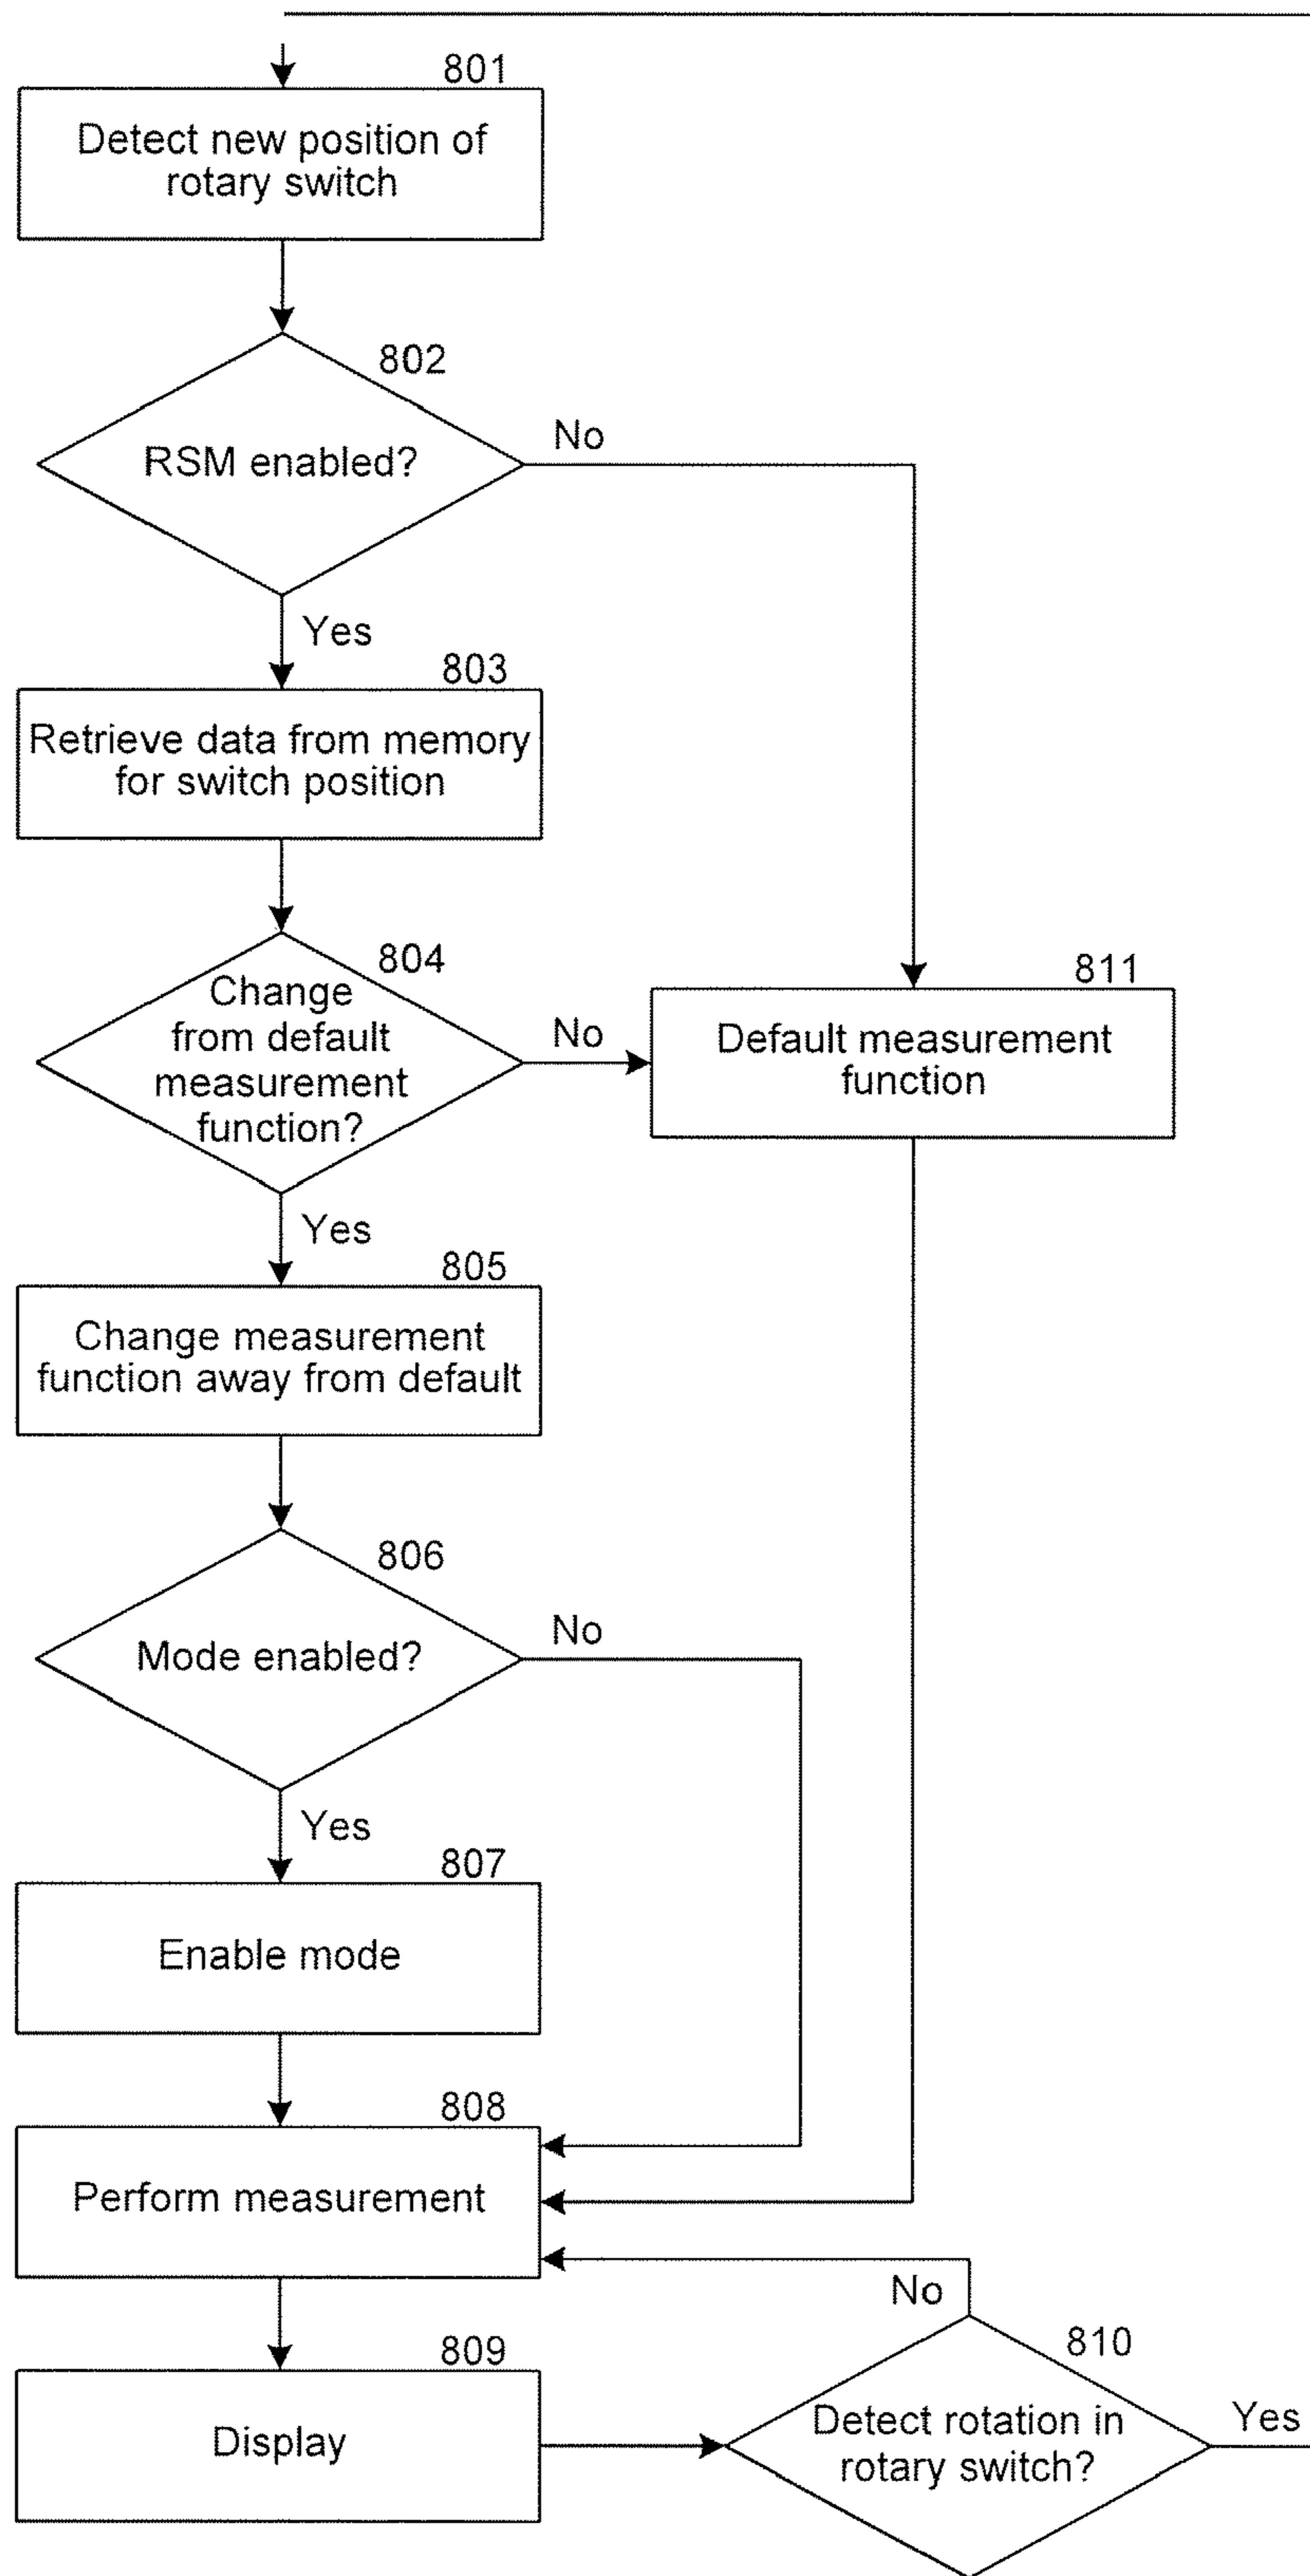 801
Detect new position of
rotary switch
802
RSM enabled?
No
Yes
803
Retrieve data from memory
for switch position
804
Change
from default
measurement
function?
No
811
Default measurement
function
Yes
805
Change measurement
function away from default
806
Mode enabled?
No
Yes
807
Enable mode
808
Perform measurement
No
810
809
Display
Detect rotation in
rotary switch?
Yes